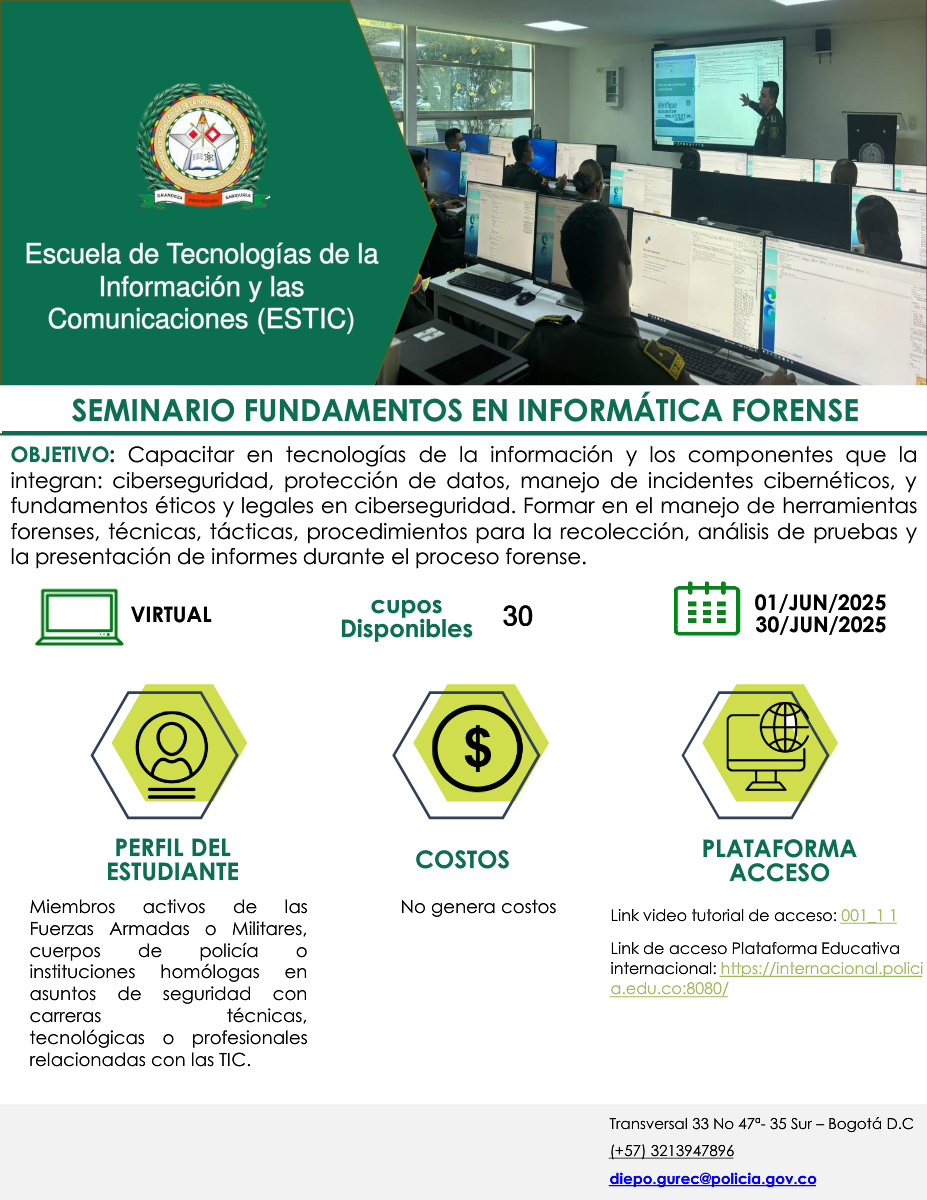 GRANDEZA PROTECCIÓN SABIDURÍA
Escuela de Tecnologías de la
Información y las
Comunicaciones (ESTIC)
SEMINARIO FUNDAMENTOS EN INFORMÁTICA FORENSE
OBJETIVO: Capacitar en tecnologías de la información y los componentes que la
integran: ciberseguridad, protección de datos, manejo de incidentes cibernéticos, y
fundamentos éticos y legales en ciberseguridad. Formar en el manejo de herramientas
forenses, técnicas, tácticas, procedimientos para la recolección, análisis de pruebas y
la presentación de informes durante el proceso forense.
VIRTUAL
cupos
Disponibles
30
01/JUN/2025
30/JUN/2025
$
PERFIL DEL
ESTUDIANTE
Miembros activos de las
Fuerzas Armadas o Militares,
cuerpos de policía o
instituciones homólogas en
asuntos de seguridad con
carreras técnicas,
tecnológicas o profesionales
relacionadas con las TIC.
COSTOS
No genera costos
PLATAFORMA
ACCESO
Link video tutorial de acceso: 001_1 1
Link de acceso Plataforma Educativa
internacional: https://internacional.polici
a.edu.co:8080/
Transversal 33 No 47ª- 35 Sur – Bogotá D.C
(+57) 3213947896
diepo.gurec@policia.gov.co